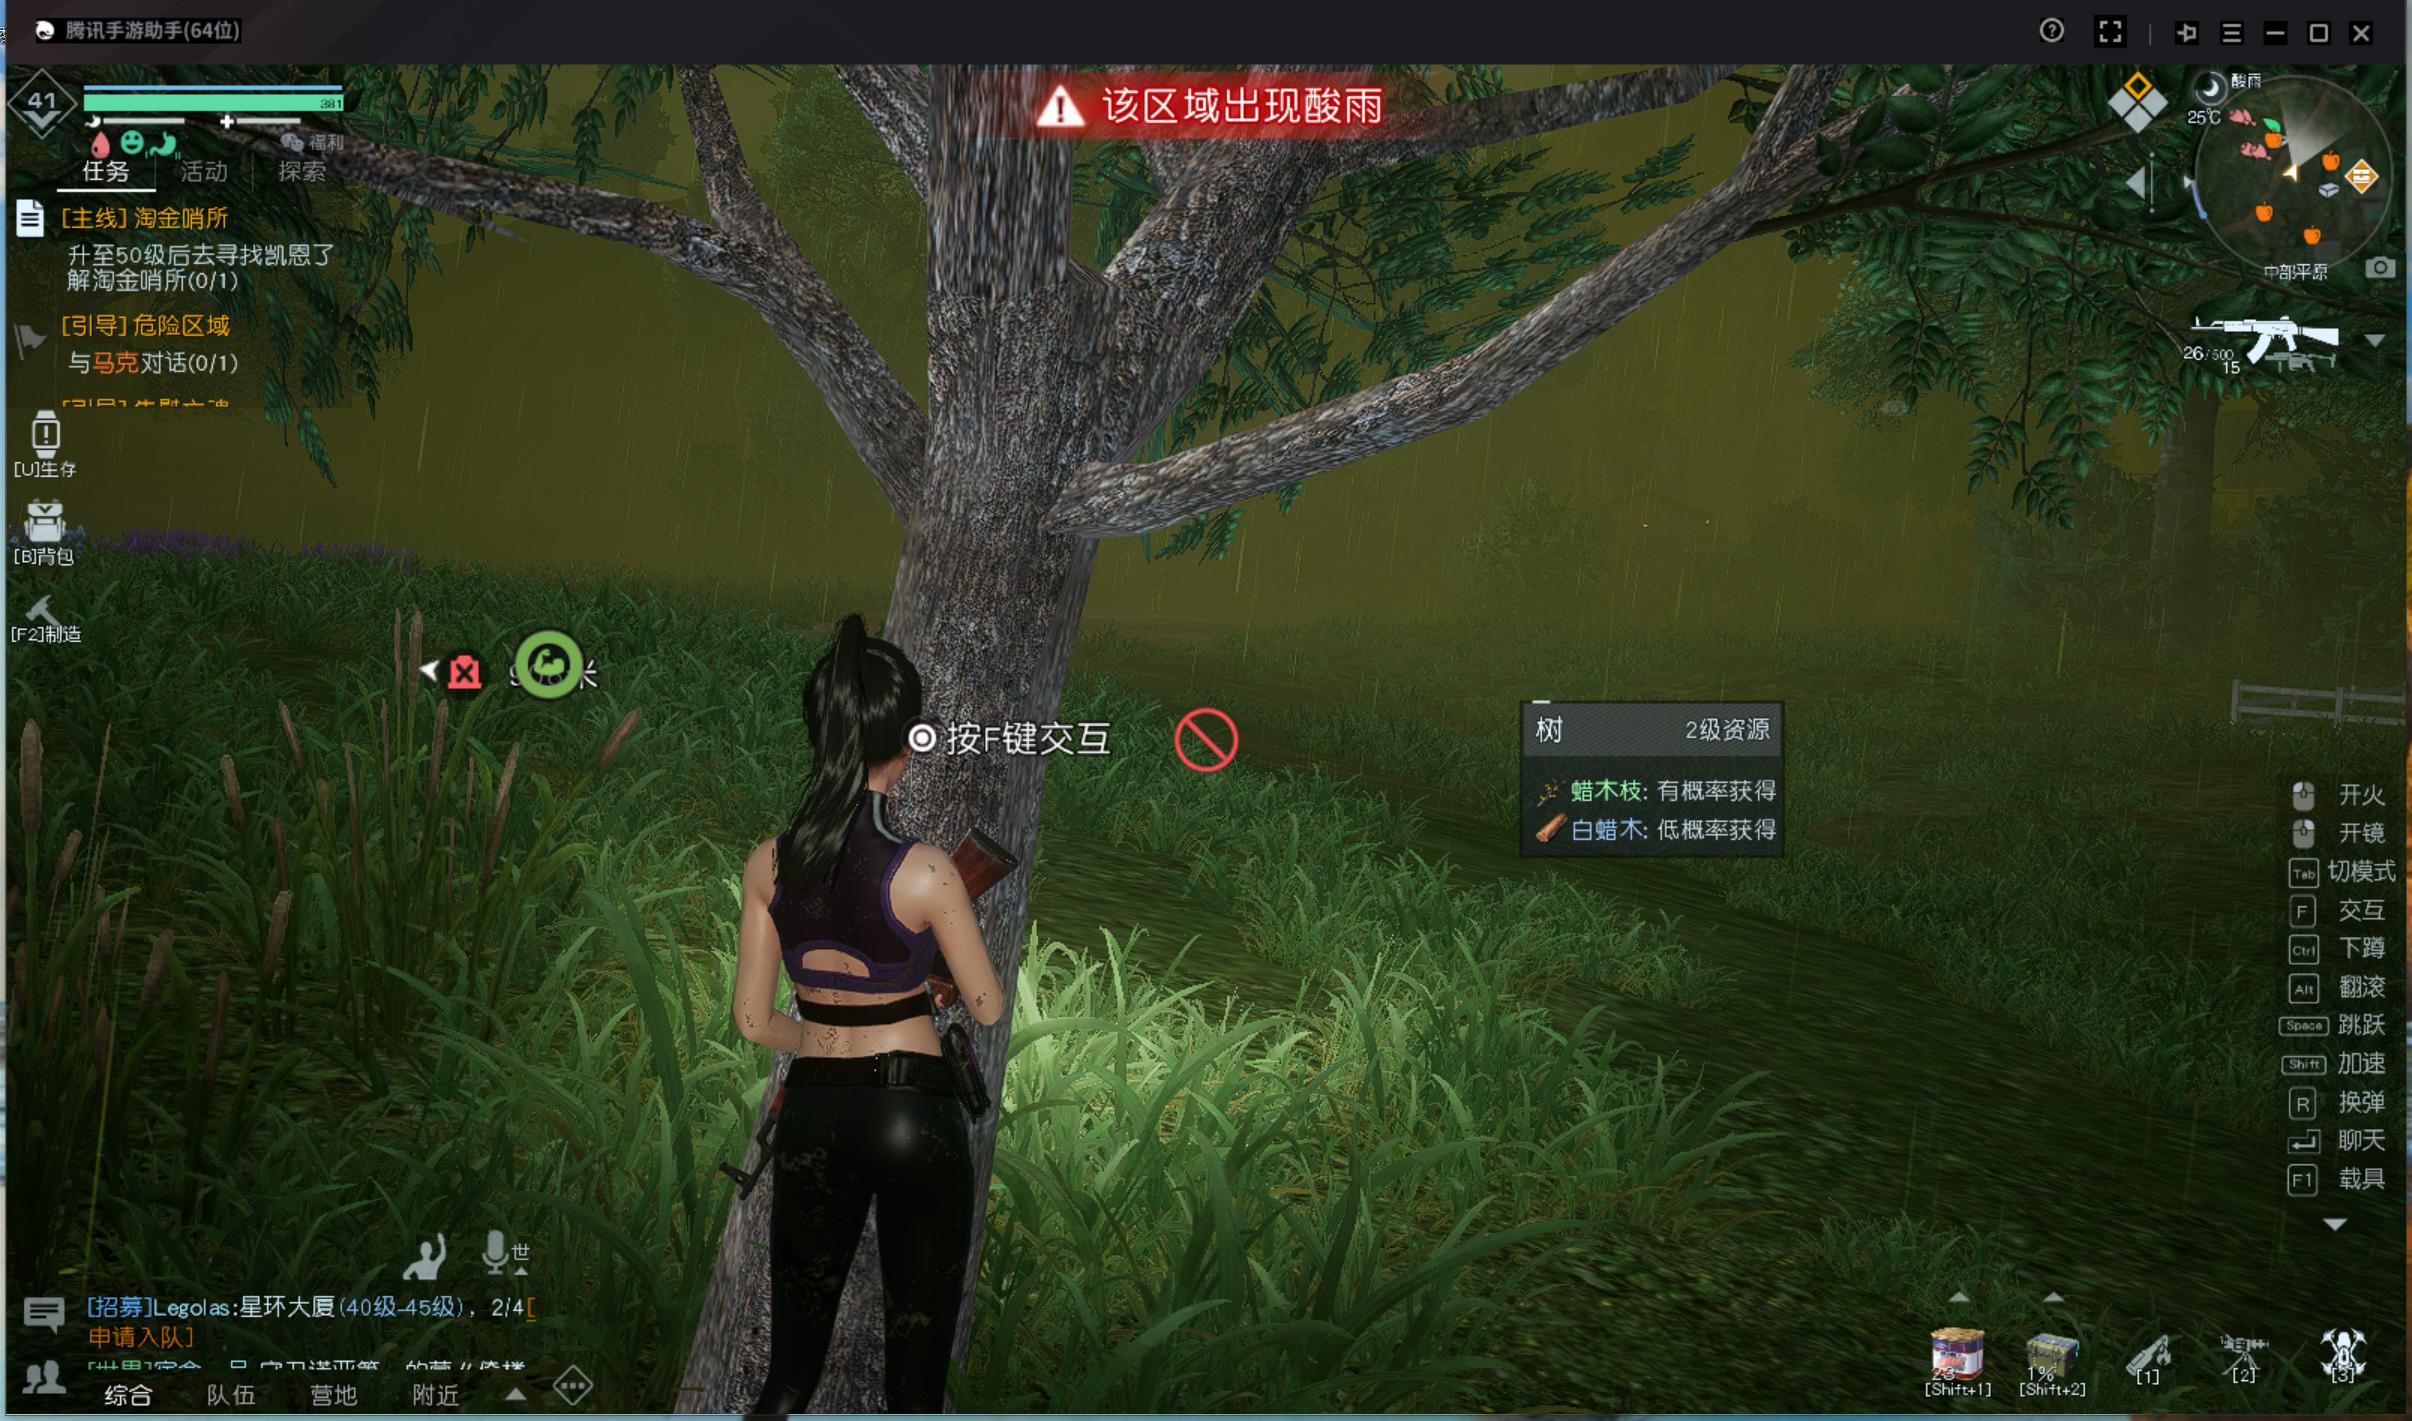 腾讯手游助手(64位)
41
381
福利
任务 活动 探索
[主线] 淘金哨所
升至50级后去寻找凯恩了
解淘金哨所(0/1)
[引导] 危险区域
与马克对话(0/1)
[U]生存
[B]背包
[F2]制造
该区域出现酸雨
酸雨
25℃
中部平原
26/500
15
米
按F键交互
树 2级资源
蜡木枝: 有概率获得
白蜡木: 低概率获得
开火
开镜
Tab 切模式
F 交互
Ctrl 下蹲
Alt 翻滚
Space 跳跃
Shift 加速
R 换弹
聊天
F1 载具
世
[招募]Legolas:星环大厦(40级-45级)，2/4[
申请入队]
综合 队伍 营地 附近
23
[Shift+1]
1%
[Shift+2]
[1]
[2]
[3]